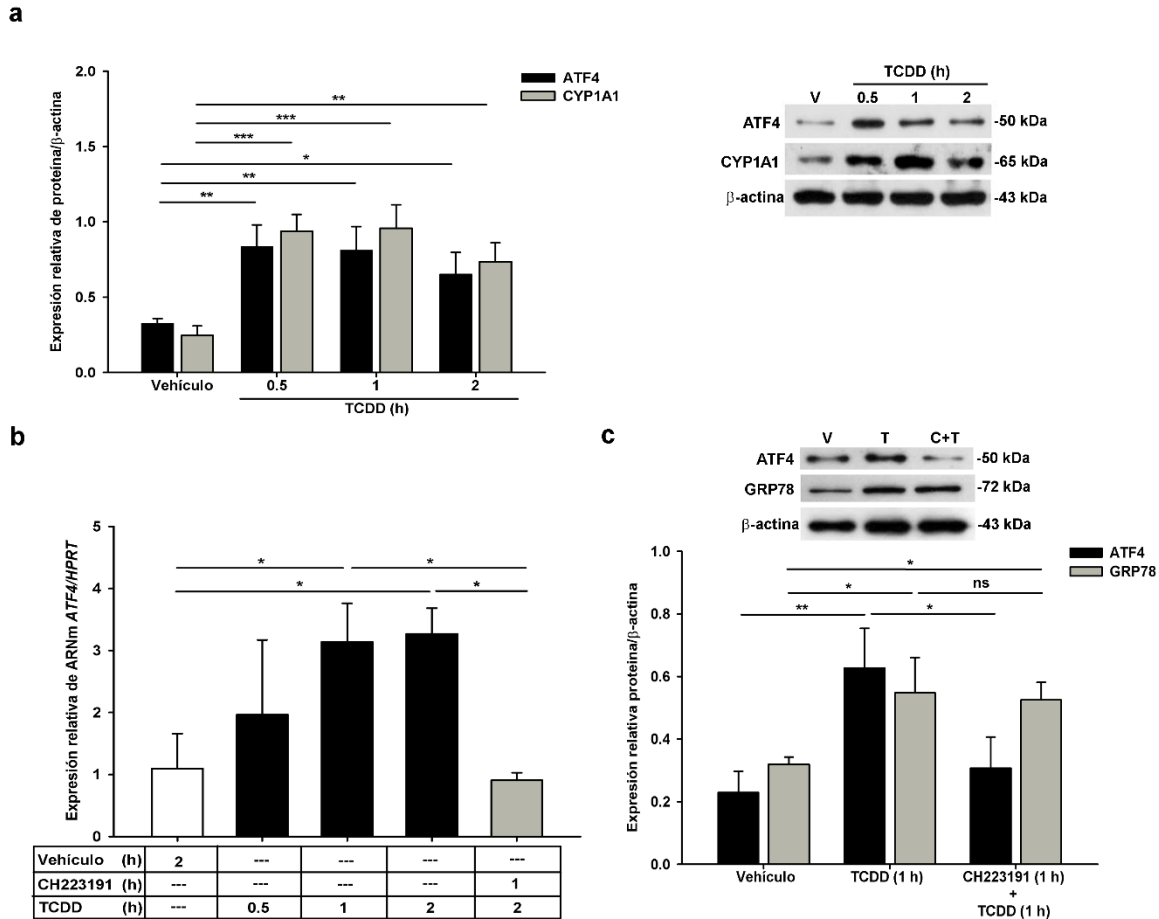 a
2.0
1.5
1.0
0.5
0.0
Expresión relativa de proteína/β-actina
ATF4
CYP1A1
**
***
***
*
**
**
Vehículo 0.5 1 2
TCDD (h)
TCDD (h)
V 0.5 1 2
ATF4 -50 kDa
CYP1A1 -65 kDa
β-actina -43 kDa
b
5
4
3
2
1
0
Expresión relativa de ARNm ATF4/HPRT
* *
* *
Vehículo (h) 2 --- --- --- ---
CH223191 (h) --- --- --- --- 1
TCDD (h) --- 0.5 1 2 2
c
V T C+T
ATF4 -50 kDa
GRP78 -72 kDa
β-actina -43 kDa
1.0
0.8
0.6
0.4
0.2
0.0
Expresión relativa proteína/β-actina
ATF4
GRP78
*
* ns
** *
Vehículo TCDD (1 h) CH223191 (1 h)
+
TCDD (1 h)